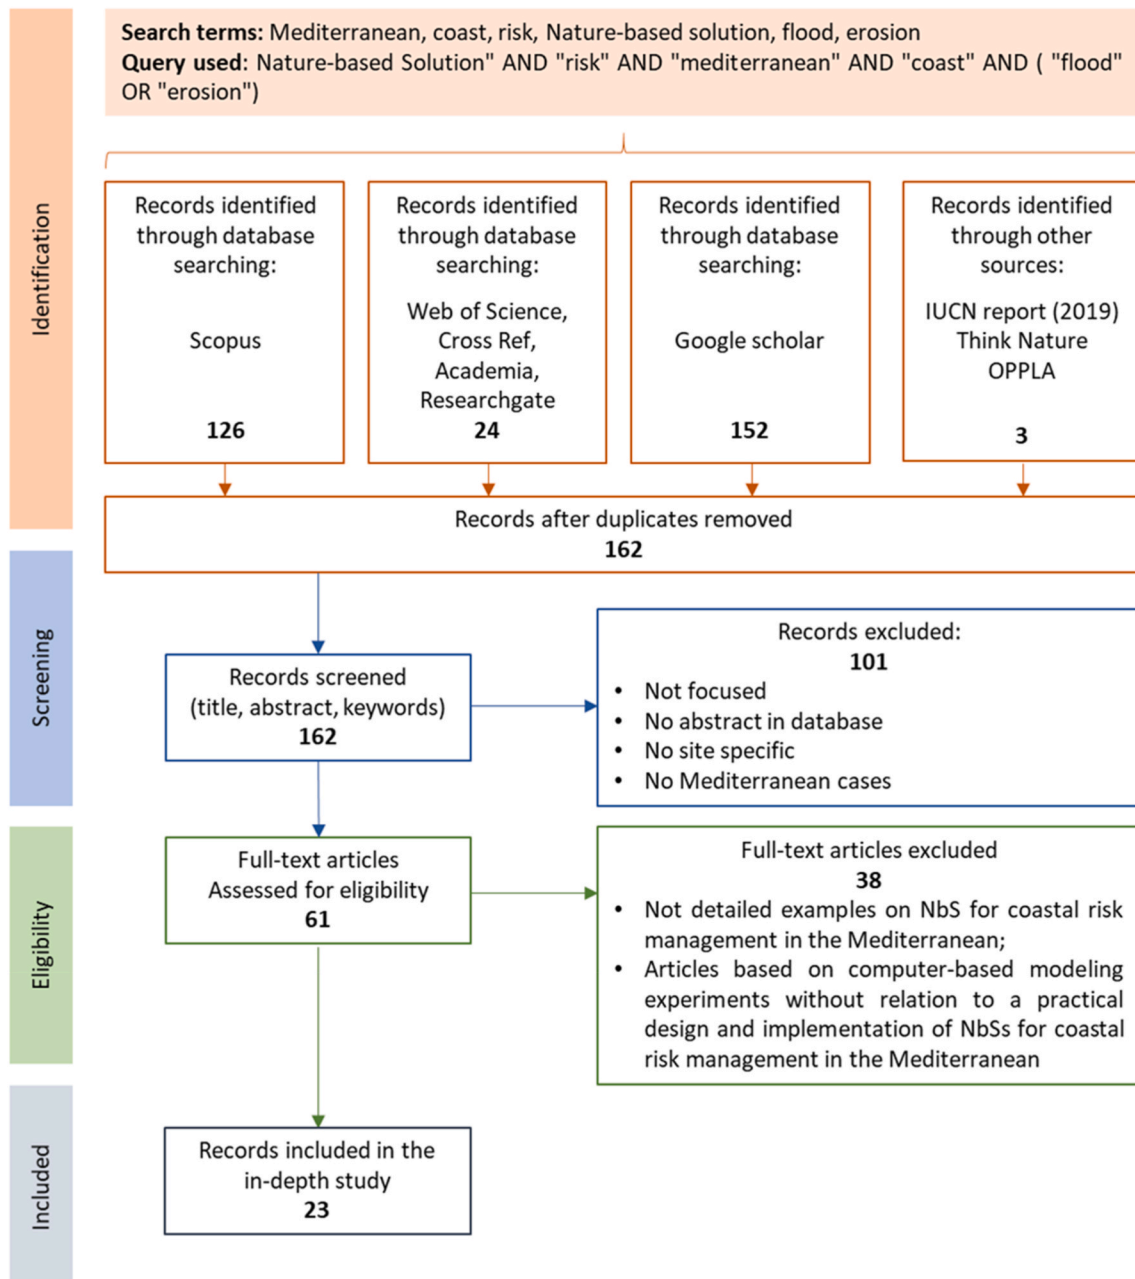 Search terms: Mediterranean, coast, risk, Nature-based solution, flood, erosion
Query used: Nature-based Solution" AND "risk" AND "mediterranean" AND "coast" AND ( "flood"
OR "erosion")
Identification
Records identified
through database
searching:
Scopus
126
Records identified
through database
searching:
Web of Science,
Cross Ref,
Academia,
Researchgate
24
Records identified
through database
searching:
Google scholar
152
Records identified
through other
sources:
IUCN report (2019)
Think Nature
OPPLA
3
Records after duplicates removed
162
Screening
Records screened
(title, abstract, keywords)
162
Records excluded:
101
• Not focused
• No abstract in database
• No site specific
• No Mediterranean cases
Eligibility
Full-text articles
Assessed for eligibility
61
Full-text articles excluded
38
• Not detailed examples on NbS for coastal risk
management in the Mediterranean;
• Articles based on computer-based modeling
experiments without relation to a practical
design and implementation of NbSs for coastal
risk management in the Mediterranean
Included
Records included in the
in-depth study
23